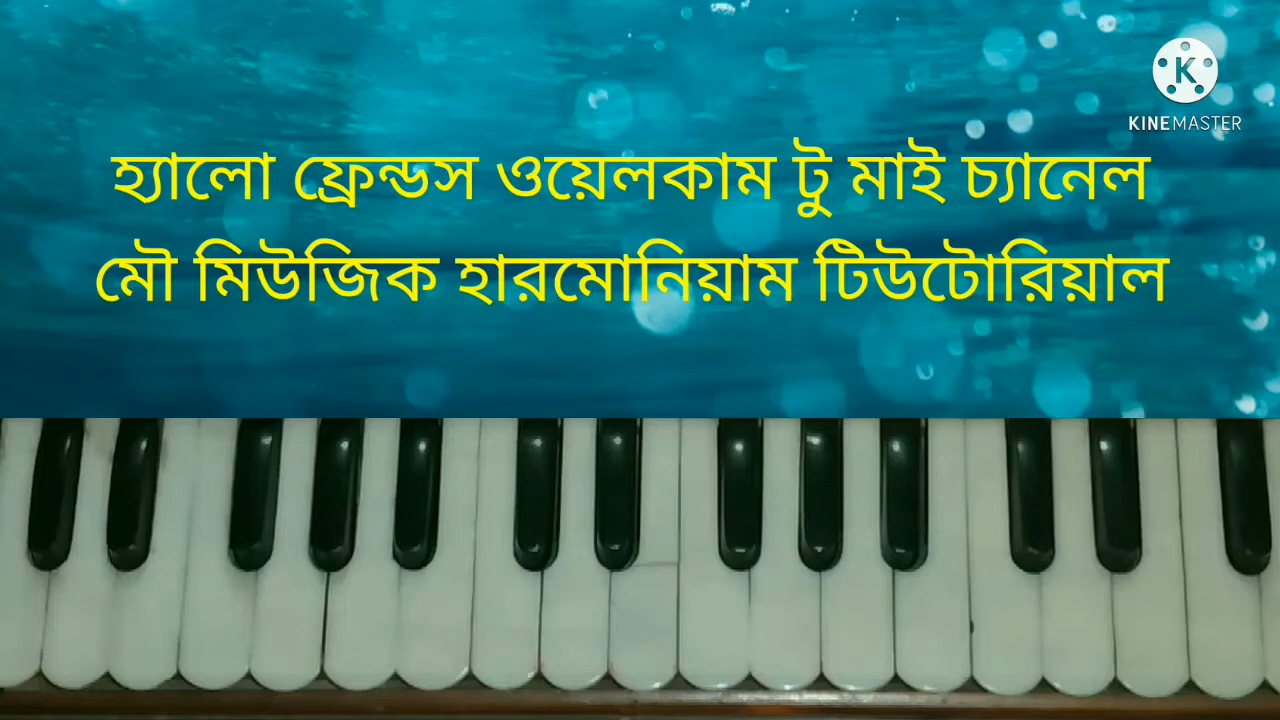 হ্যালো ফ্রেন্ডস ওয়েলকাম টু মাই চ্যানেল
মৌ মিউজিক হারমোনিয়াম টিউটোরিয়াল
KINEMASTER